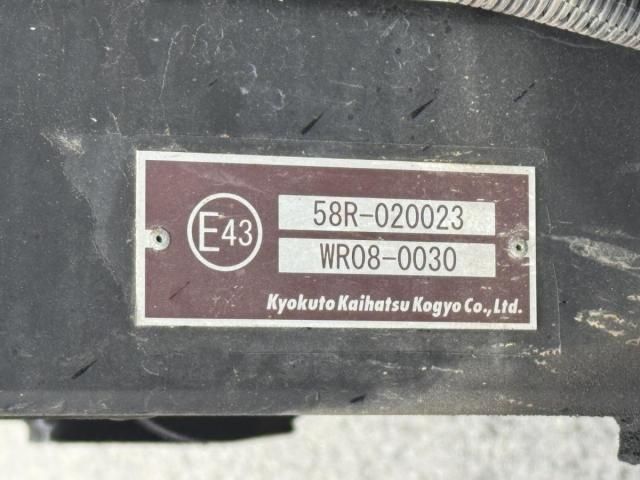 E43
58R-020023
WR08-0030
Kyokuto Kaihatsu Kogyo Co.,Ltd.